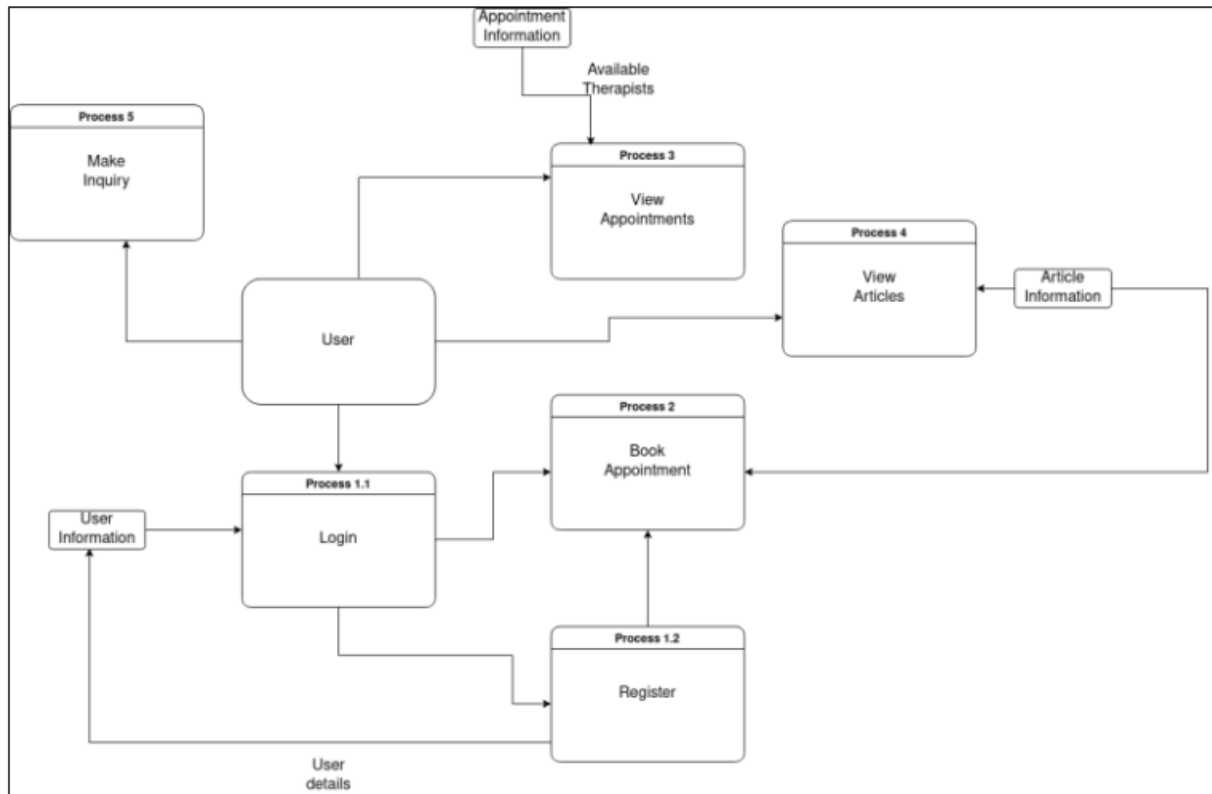 Appointment
Information
Available
Therapists
Process 5
Make
Inquiry
Process 3
View
Appointments
Process 4
View
Articles
Article
Information
User
Process 2
Book
Appointment
Process 1.1
Login
User
Information
Process 1.2
Register
User
details